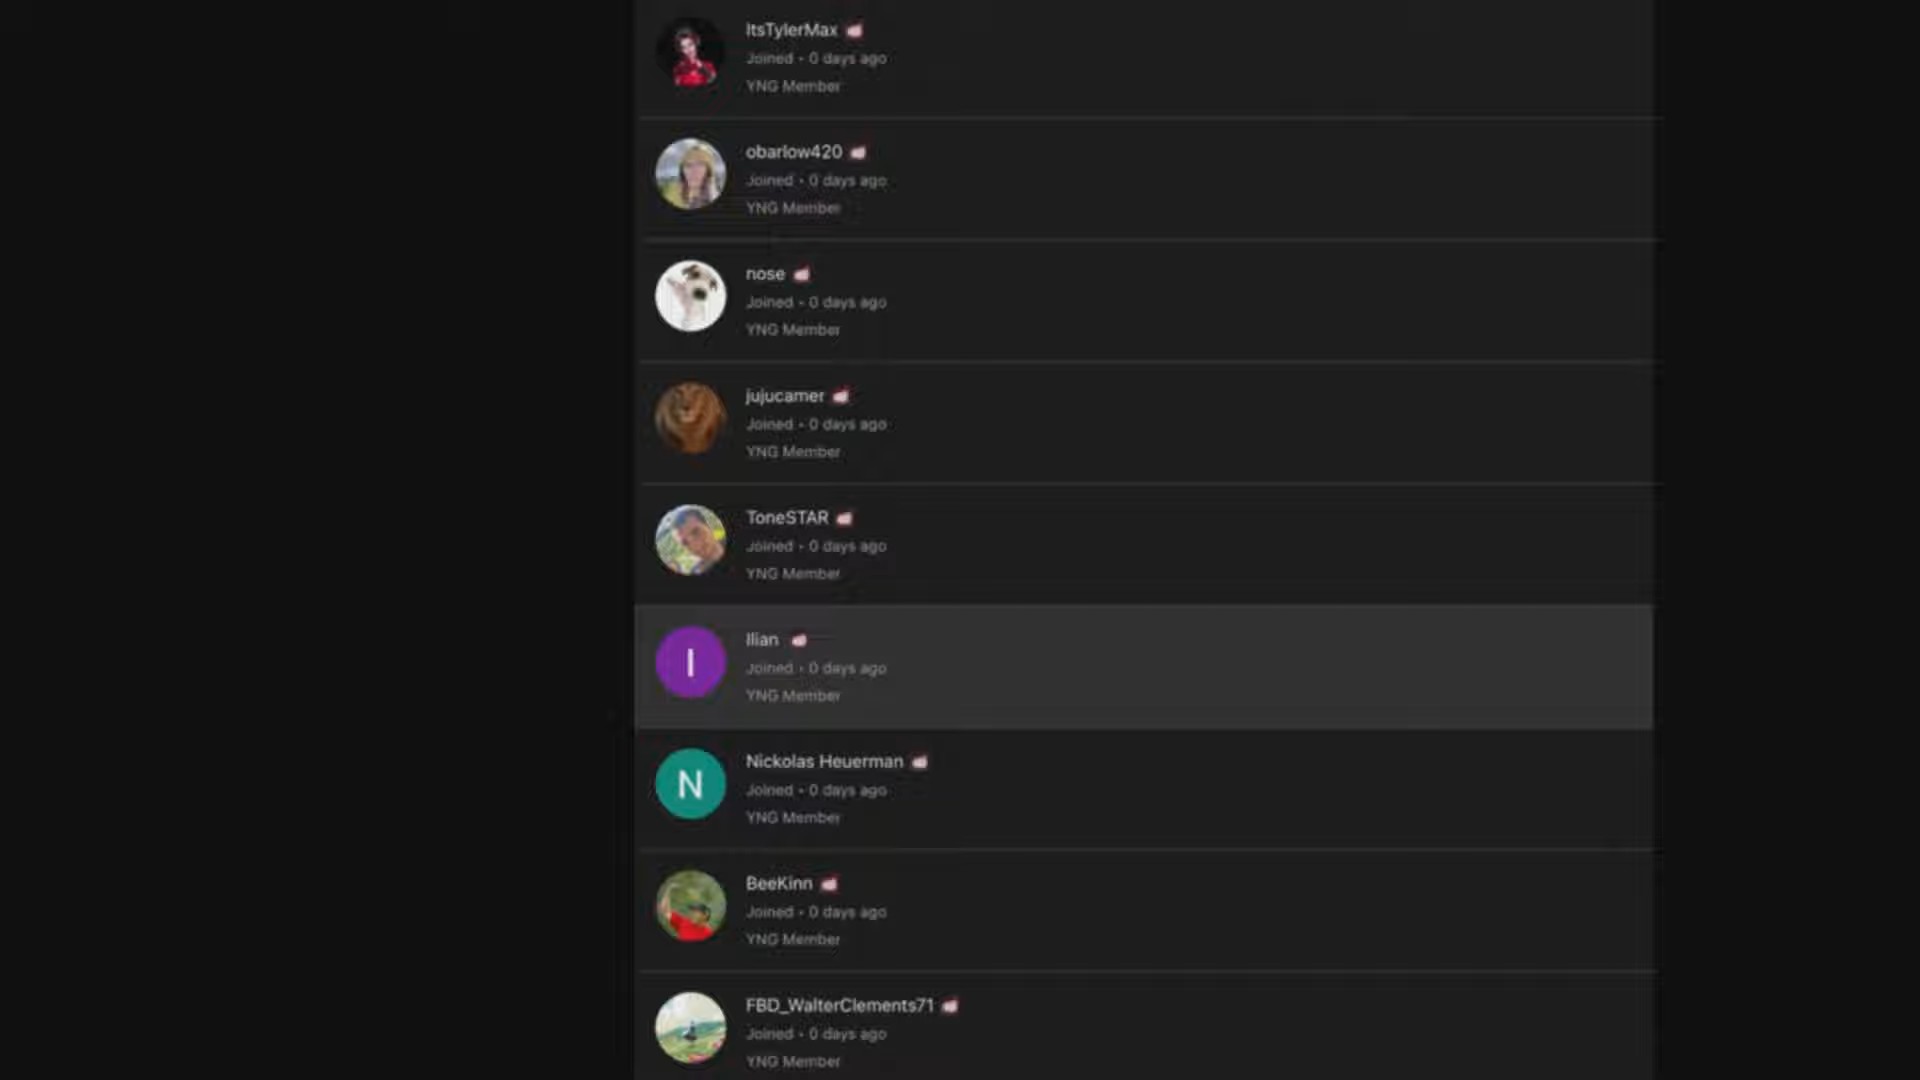 ItsTylerMax
Joined • 0 days ago
YNG Member
obarlow420
Joined • 0 days ago
YNG Member
nose
Joined • 0 days ago
YNG Member
jujucamer
Joined • 0 days ago
YNG Member
ToneSTAR
Joined • 0 days ago
YNG Member
I
Ilian
Joined • 0 days ago
YNG Member
N
Nickolas Heuerman
Joined • 0 days ago
YNG Member
BeeKinn
Joined • 0 days ago
YNG Member
FBD_WalterClements71
Joined • 0 days ago
YNG Member